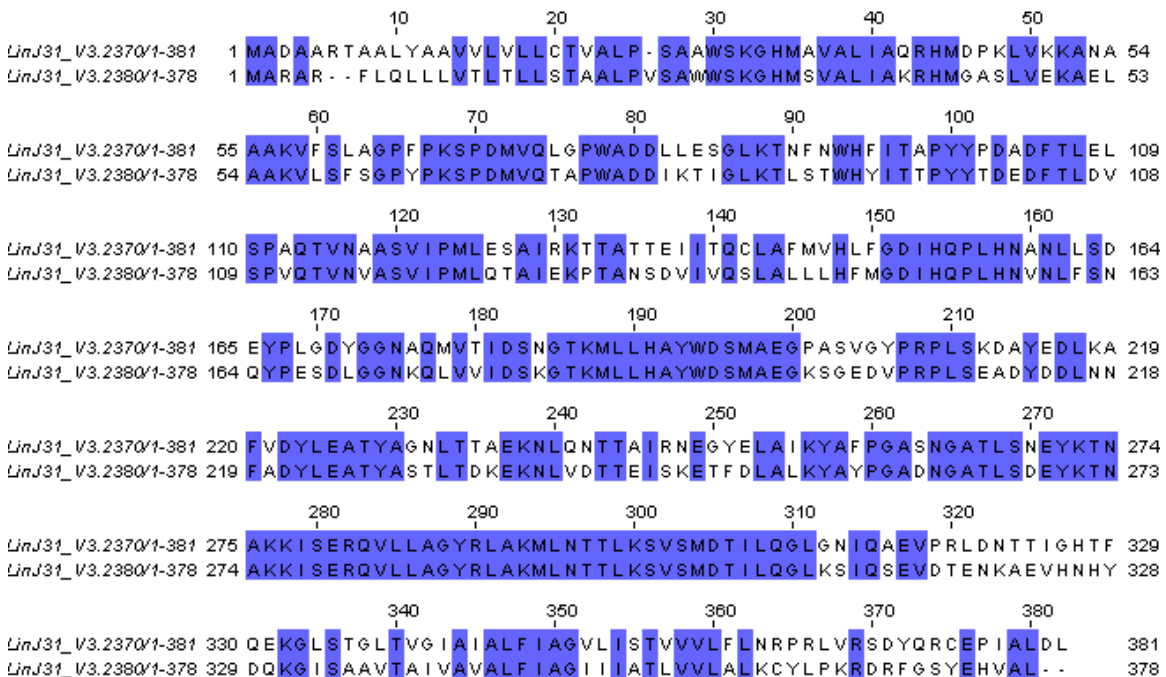 10 20 30 40 50
LinJ31_V3.2370/1-381 1 MADAARTAALYAAVVLVLLCTVALP-SAAWSKGHMAVALIAQRHMDPKLVKKANA 54
LinJ31_V3.2380/1-378 1 MARAR--FLQLLLVTLTLLSTAALPVSAWWSKGHMSVALIAKRHMGASLVEKAEL 53
60 70 80 90 100
LinJ31_V3.2370/1-381 55 AAKVFSLAGPFPKSPDMVQLGPWADDLLESGLKTNFNWHFITAPYYPDADFTLEL 109
LinJ31_V3.2380/1-378 54 AAKVLSFSGPYPKSPDMVQTAPWADDIKTIGLKTLSTWHYITTPYYTDEDFTLDV 108
120 130 140 150 160
LinJ31_V3.2370/1-381 110 SPAQTVNAASVIPMLESAIRKTTATTEIITQCLAFMVHLFGDIHQPLHNANLLSD 164
LinJ31_V3.2380/1-378 109 SPVQTVNVASVIPMLQTAIEKPTANSDVIVQSLALLLHFMGDIHQPLHNVNLFSN 163
170 180 190 200 210
LinJ31_V3.2370/1-381 165 EYPLGDYGGNAQMVTIDSNGTKMLLHAYWDSMAEGPASVGYPRPLSKDAYEDLKA 219
LinJ31_V3.2380/1-378 164 QYPESDLGGNKQLVVIDSKGTKMLLHAYWDSMAEGKSGEDVPRPLSEADYDDLNN 218
230 240 250 260 270
LinJ31_V3.2370/1-381 220 FVDYLEATYAGNLTTAEKNLQNTTAIRNEGYELAIKYAFPGASNGATLSNEYKTN 274
LinJ31_V3.2380/1-378 219 FADYLEATYASTLTDKEKNLVDTTEISKETFDLALKYAYPGADNGATLSDEYKTN 273
280 290 300 310 320
LinJ31_V3.2370/1-381 275 AKKISERQVLLAGYRLAKMLNTTLKSVSMDTILQGLGNIQAEVPRLDNTTIGHTF 329
LinJ31_V3.2380/1-378 274 AKKISERQVLLAGYRLAKMLNTTLKSVSMDTILQGLKSIQSEVDTENKAEVHNHY 328
340 350 360 370 380
LinJ31_V3.2370/1-381 330 QEKGLSTGLTVGIAIALFIAGVLISTVVVLFLNRPRLVRSDYQRCEPIALDL 381
LinJ31_V3.2380/1-378 329 DQKGISAAVTAIVAVALFIAGIIIATLVVLALKCYLPKRDRFGSYEHVAL-- 378